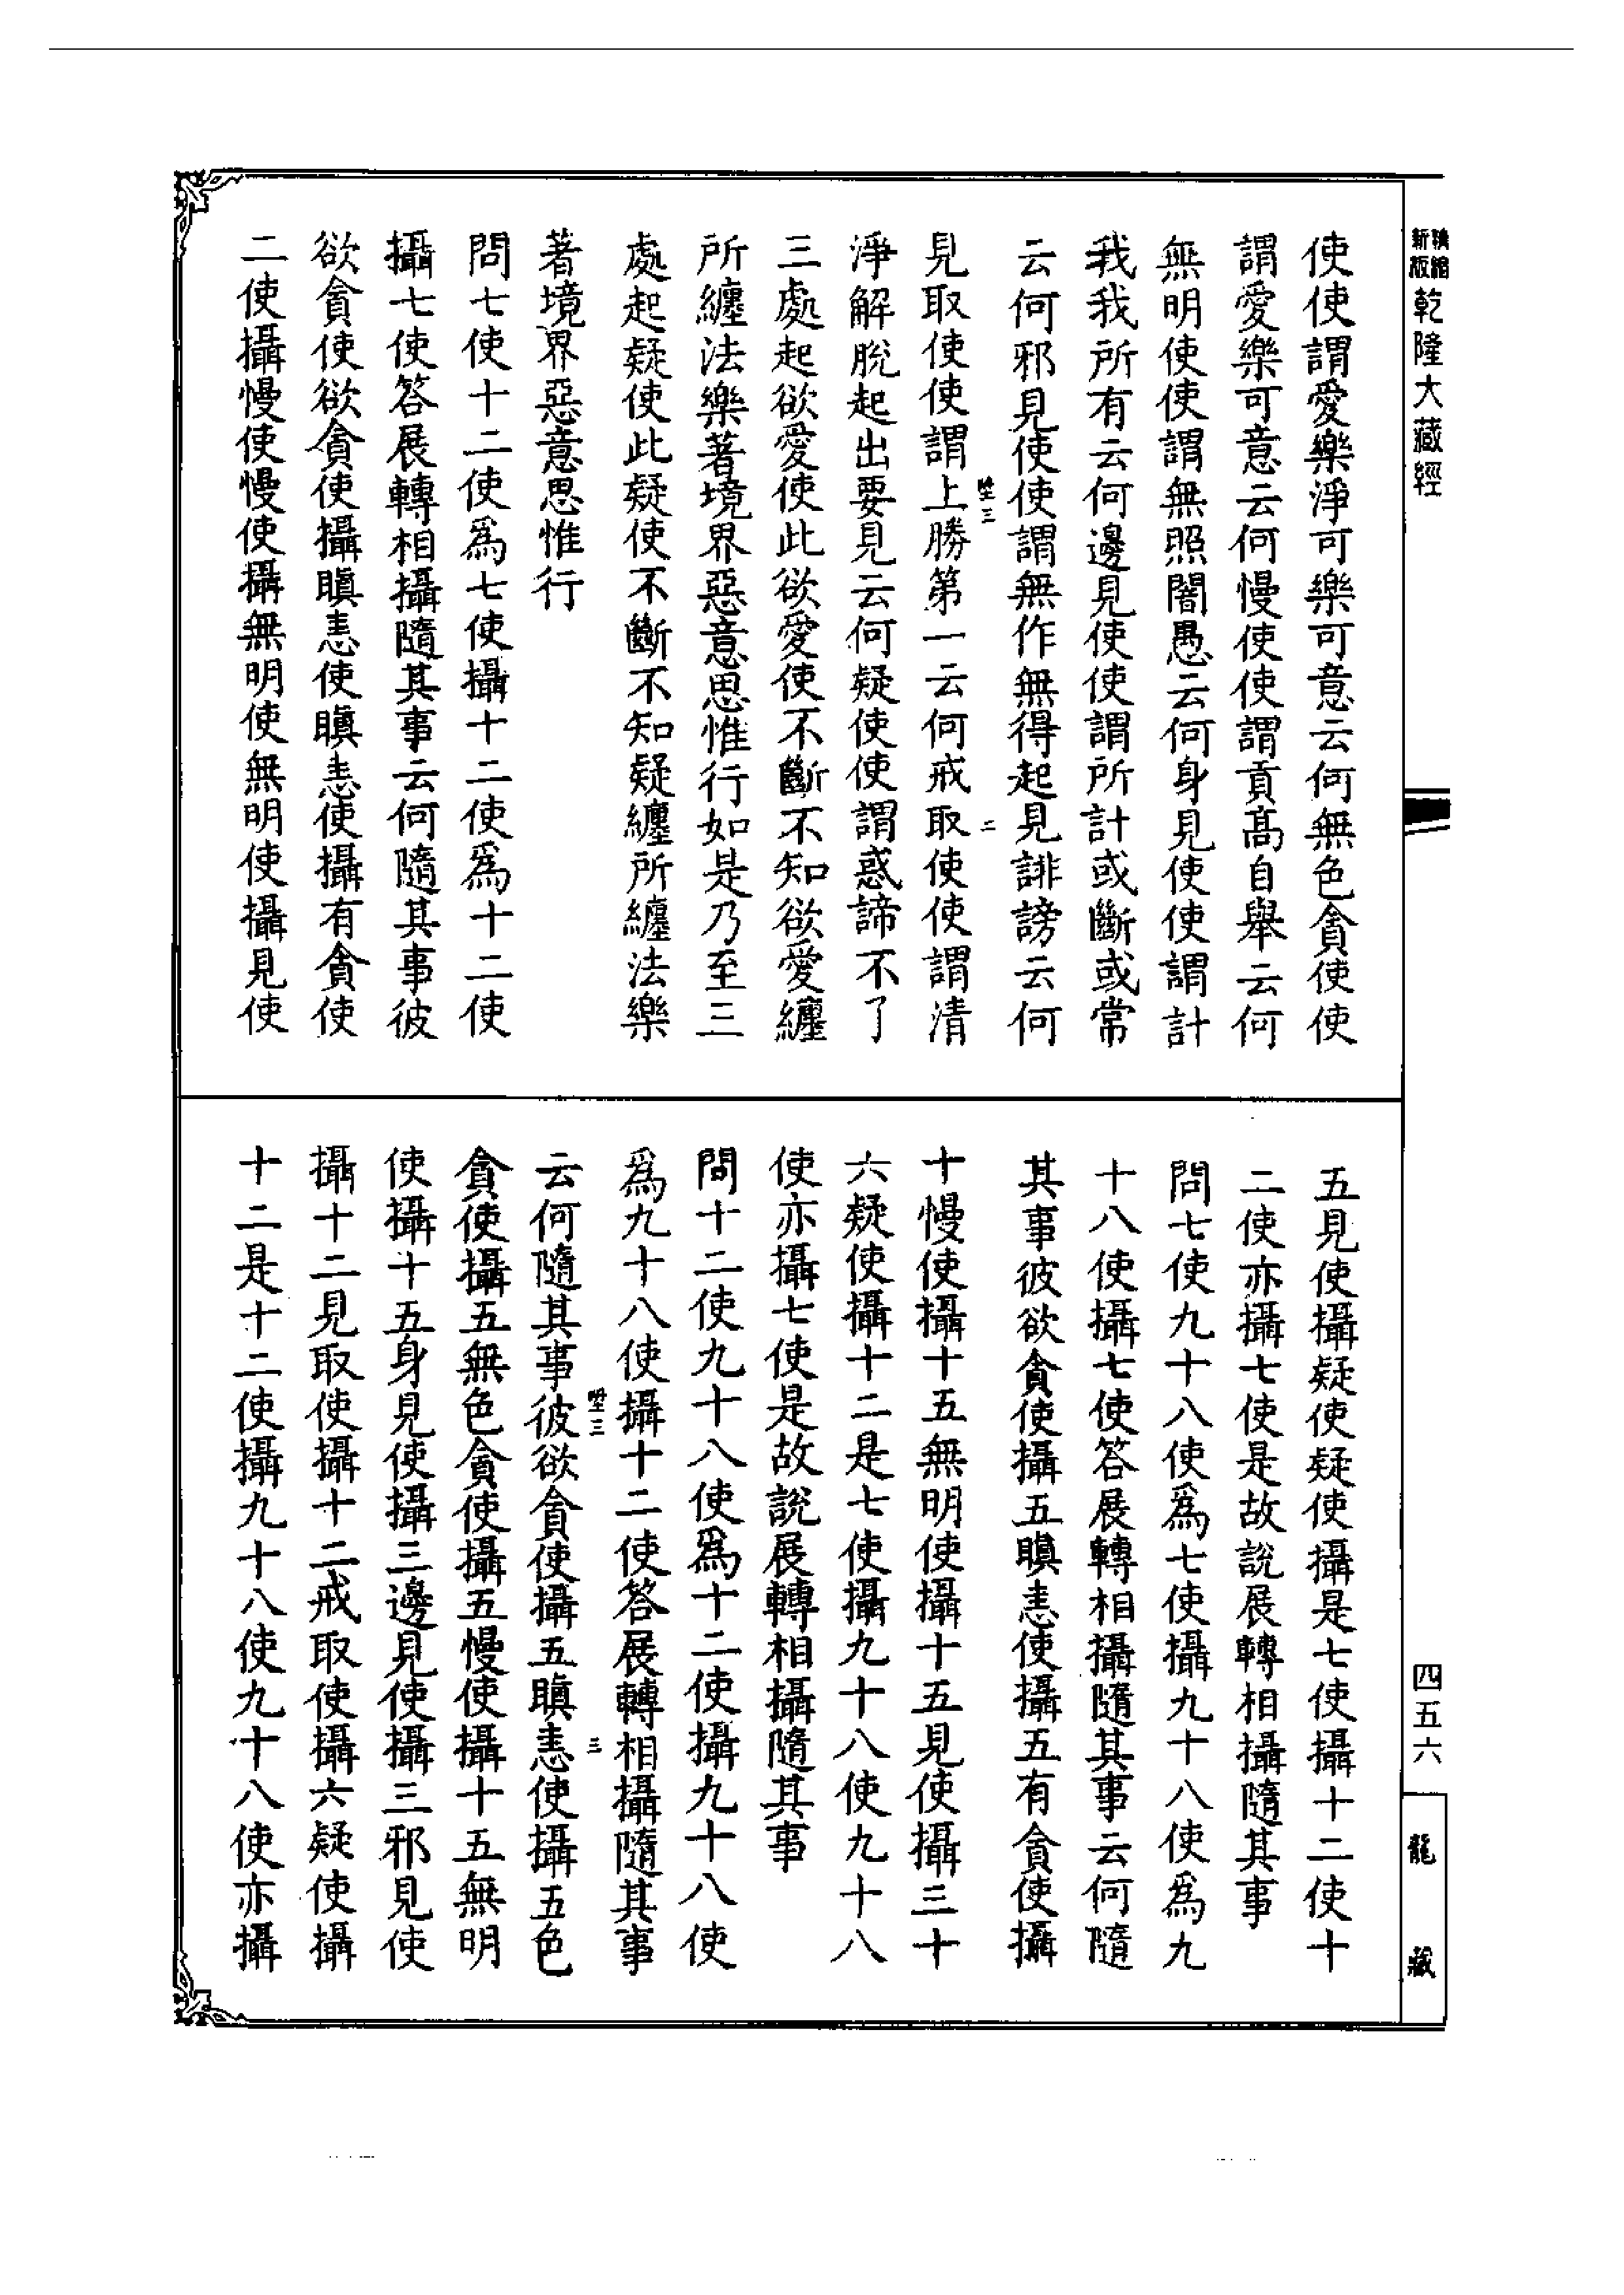 新版
精縮
乾隆大藏經
使使謂愛樂淨可樂可意云何無色貪使使
謂愛樂可意云何慢使使謂貢高自舉云何
無明使使謂無照闇愚云何身見使使謂計
我我所有云何邊見使使謂所計或斷或常
云何邪見使使謂無作無得起見誹謗云何
見取使使謂上勝第一云何戒取使使謂清
淨解脫起出要見云何疑使使謂惑諦不了
三處起欲愛使此欲愛使不斷不知欲愛纏
所纏法樂著境界惡意思惟行如是乃至三
處起疑使此疑使不斷不知疑纏所纏法樂
著境界惡意思惟行
問七使十二使為七使攝十二使為十二使
攝七使答展轉相攝隨其事云何隨其事彼
欲貪使欲貪使攝瞋恚使瞋恚使攝有貪使
二使攝慢使慢使攝無明使無明使攝見使
五見使攝疑使疑使攝是七使攝十二使十
二使亦攝七使是故說展轉相攝隨其事
問七使九十八使為七使攝九十八使為九
十八使攝七使答展轉相攝隨其事云何隨
其事彼欲貪使攝五瞋恚使攝五有貪使攝
十慢使攝十五無明使攝十五見使攝三十
六疑使攝十二是七使攝九十八使九十八
使亦攝七使是故說展轉相攝隨其事
問十二使九十八使為十二使攝九十八使
為九十八使攝十二使答展轉相攝隨其事
云何隨其事彼欲貪使攝五瞋恚使攝五色
貪使攝五無色貪使攝五慢使攝十五無明
使攝十五身見使攝三邊見使攝三邪見使
攝十二見取使攝十二戒取使攝六疑使攝
十二是十二使攝九十八使九十八使亦攝
四五六
龍藏